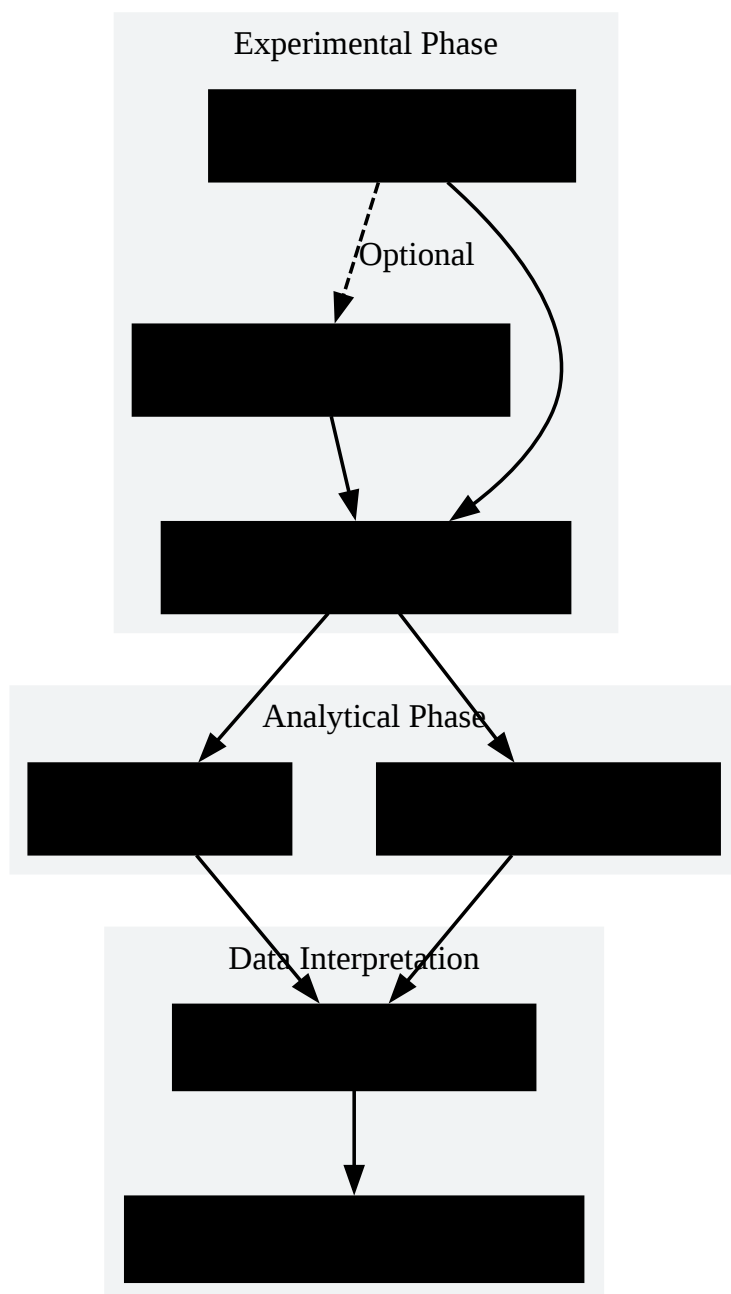 Experimental Phase
Optional
Analytical Phase
Data Interpretation